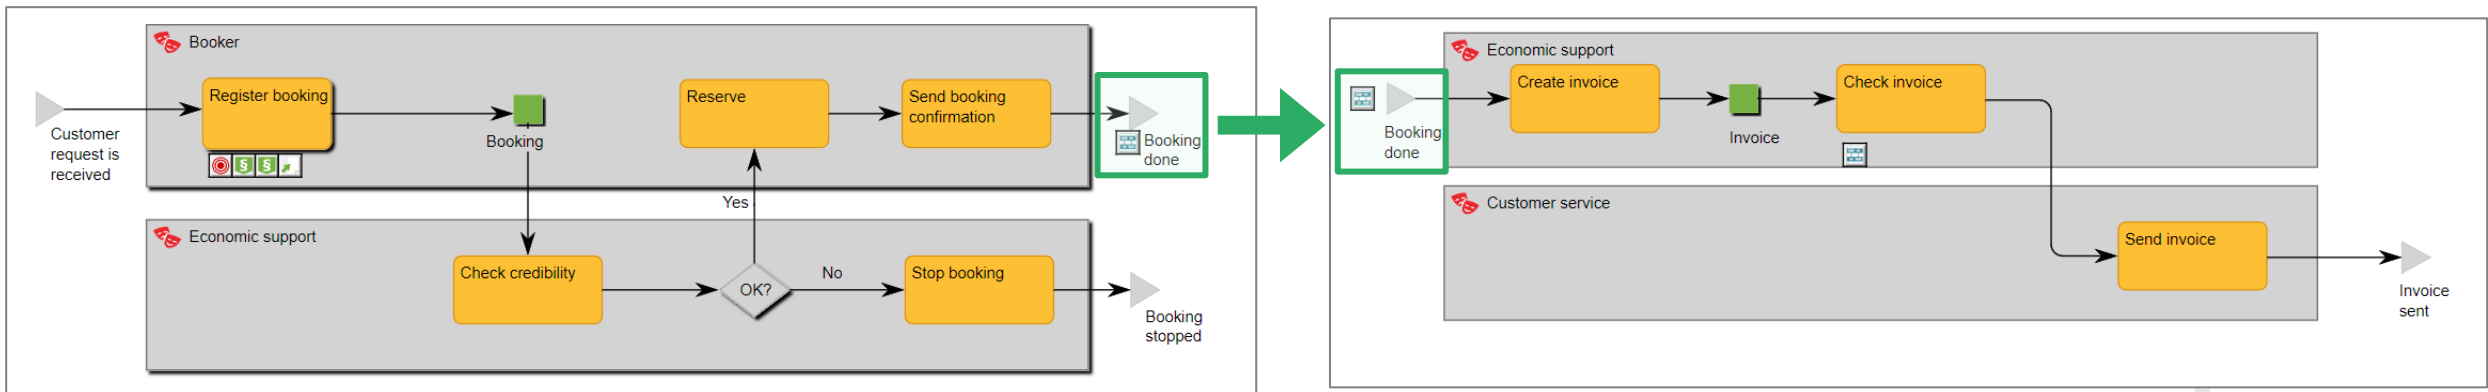 Booker
Register booking
Customer
request is
received
§ §
Booking
Reserve
Send booking
confirmation
Booking
done
Yes
Economic support
Check credibility
OK?
No
Stop booking
Booking
stopped
Economic support
Booking
done
Create invoice
Invoice
Check invoice
Customer service
Send invoice
Invoice
sent